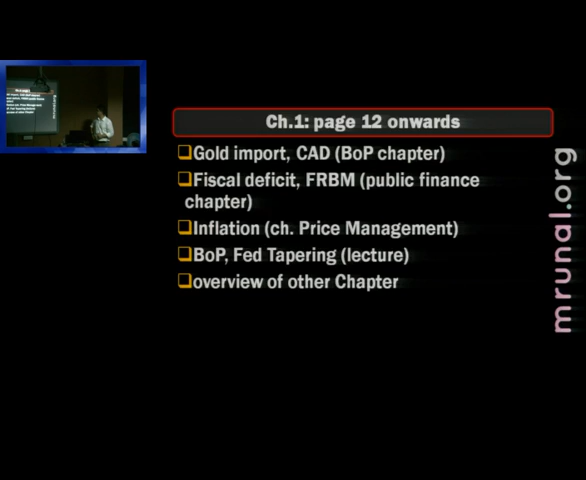 Ch.1: page 12 onwards
Gold import, CAD (BoP chapter)
Fiscal deficit, FRBM (public finance
chapter)
Inflation (ch. Price Management)
BoP, Fed Tapering (lecture)
overview of other Chapter
mrunal.org